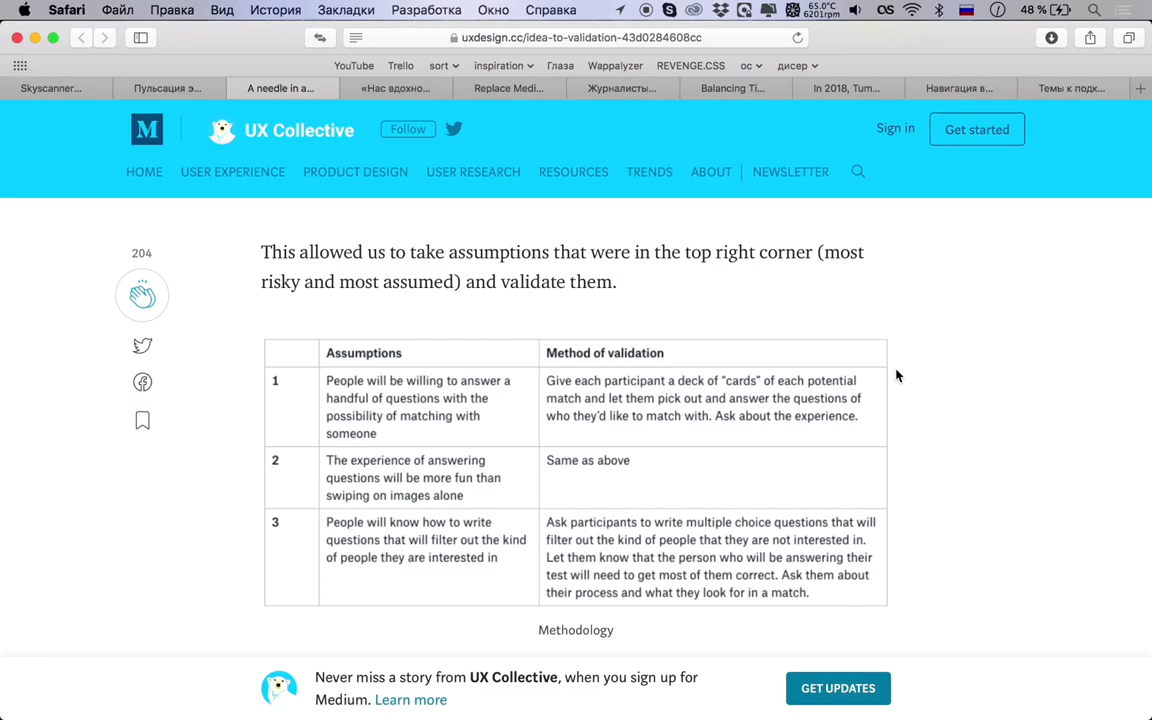 Safari Файл Правка Вид История Закладки Разработка Окно Справка 65.0°C 6201rpm 48 %
uxdesign.cc/idea-to-validation-43d0284608cc
YouTube Trello sort inspiration Глаза Wappalyzer REVENGE.CSS ос дисер
Skyscanner... Пульсация э... A needle in a... «Нас вдохно... Replace Medi... Журналисты... Balancing Ti... In 2018, Tum... Навигация в... Темы к подк...
M UX Collective Follow Sign in Get started
HOME USER EXPERIENCE PRODUCT DESIGN USER RESEARCH RESOURCES TRENDS ABOUT NEWSLETTER
204
This allowed us to take assumptions that were in the top right corner (most
risky and most assumed) and validate them.
Assumptions Method of validation
1 People will be willing to answer a
handful of questions with the
possibility of matching with
someone
Give each participant a deck of “cards” of each potential
match and let them pick out and answer the questions of
who they’d like to match with. Ask about the experience.
2 The experience of answering
questions will be more fun than
swiping on images alone
Same as above
3 People will know how to write
questions that will filter out the kind
of people they are interested in
Ask participants to write multiple choice questions that will
filter out the kind of people that they are not interested in.
Let them know that the person who will be answering their
test will need to get most of them correct. Ask them about
their process and what they look for in a match.
Methodology
Never miss a story from UX Collective, when you sign up for
Medium. Learn more
GET UPDATES